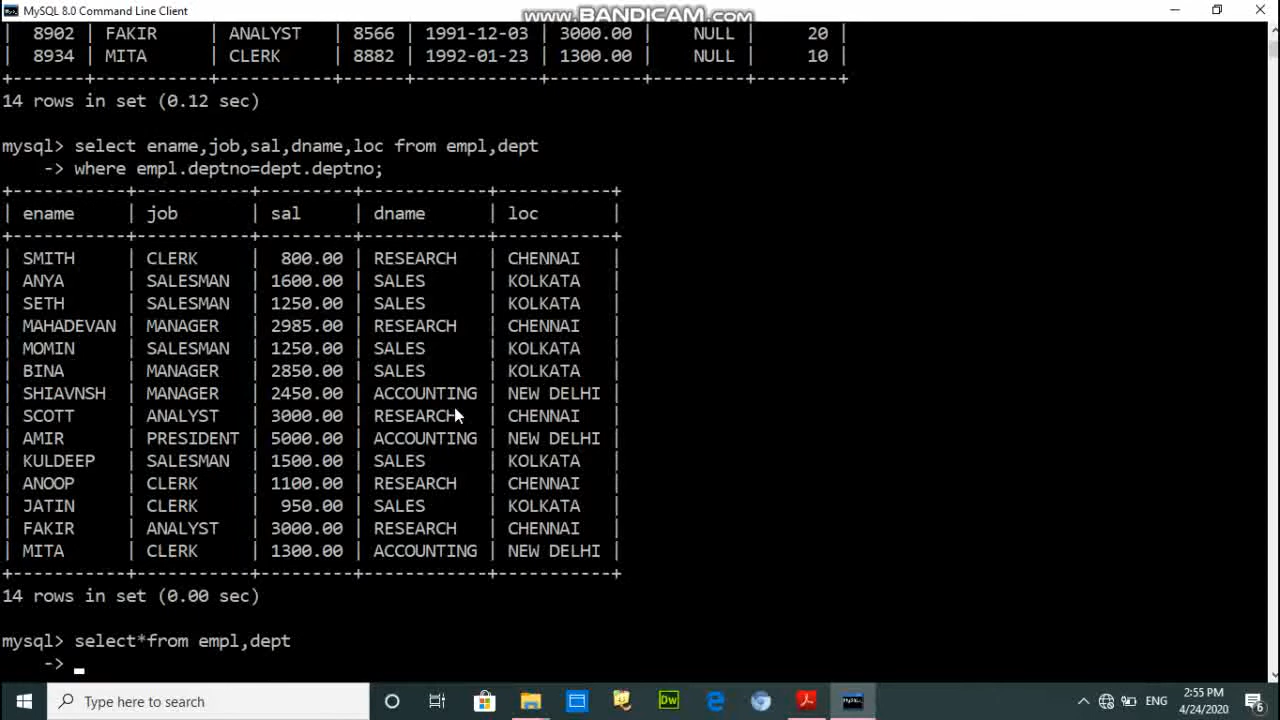 MySQL 8.0 Command Line Client
www.BANDICAM.com
| 8902 | FAKIR | ANALYST | 8566 | 1991-12-03 | 3000.00 | NULL | 20 |
| 8934 | MITA | CLERK | 8882 | 1992-01-23 | 1300.00 | NULL | 10 |
+------+-----------+-----------+------+------------+---------+---------+--------+
14 rows in set (0.12 sec)
mysql> select ename,job,sal,dname,loc from empl,dept
-> where empl.deptno=dept.deptno;
+-----------+-----------+---------+------------+-----------+
| ename | job | sal | dname | loc |
+-----------+-----------+---------+------------+-----------+
| SMITH | CLERK | 800.00 | RESEARCH | CHENNAI |
| ANYA | SALESMAN | 1600.00 | SALES | KOLKATA |
| SETH | SALESMAN | 1250.00 | SALES | KOLKATA |
| MAHADEVAN | MANAGER | 2985.00 | RESEARCH | CHENNAI |
| MOMIN | SALESMAN | 1250.00 | SALES | KOLKATA |
| BINA | MANAGER | 2850.00 | SALES | KOLKATA |
| SHIAVNSH | MANAGER | 2450.00 | ACCOUNTING | NEW DELHI |
| SCOTT | ANALYST | 3000.00 | RESEARCH | CHENNAI |
| AMIR | PRESIDENT | 5000.00 | ACCOUNTING | NEW DELHI |
| KULDEEP | SALESMAN | 1500.00 | SALES | KOLKATA |
| ANOOP | CLERK | 1100.00 | RESEARCH | CHENNAI |
| JATIN | CLERK | 950.00 | SALES | KOLKATA |
| FAKIR | ANALYST | 3000.00 | RESEARCH | CHENNAI |
| MITA | CLERK | 1300.00 | ACCOUNTING | NEW DELHI |
+-----------+-----------+---------+------------+-----------+
14 rows in set (0.00 sec)
mysql> select*from empl,dept
->
Type here to search
Dw
ENG
2:55 PM
4/24/2020
6